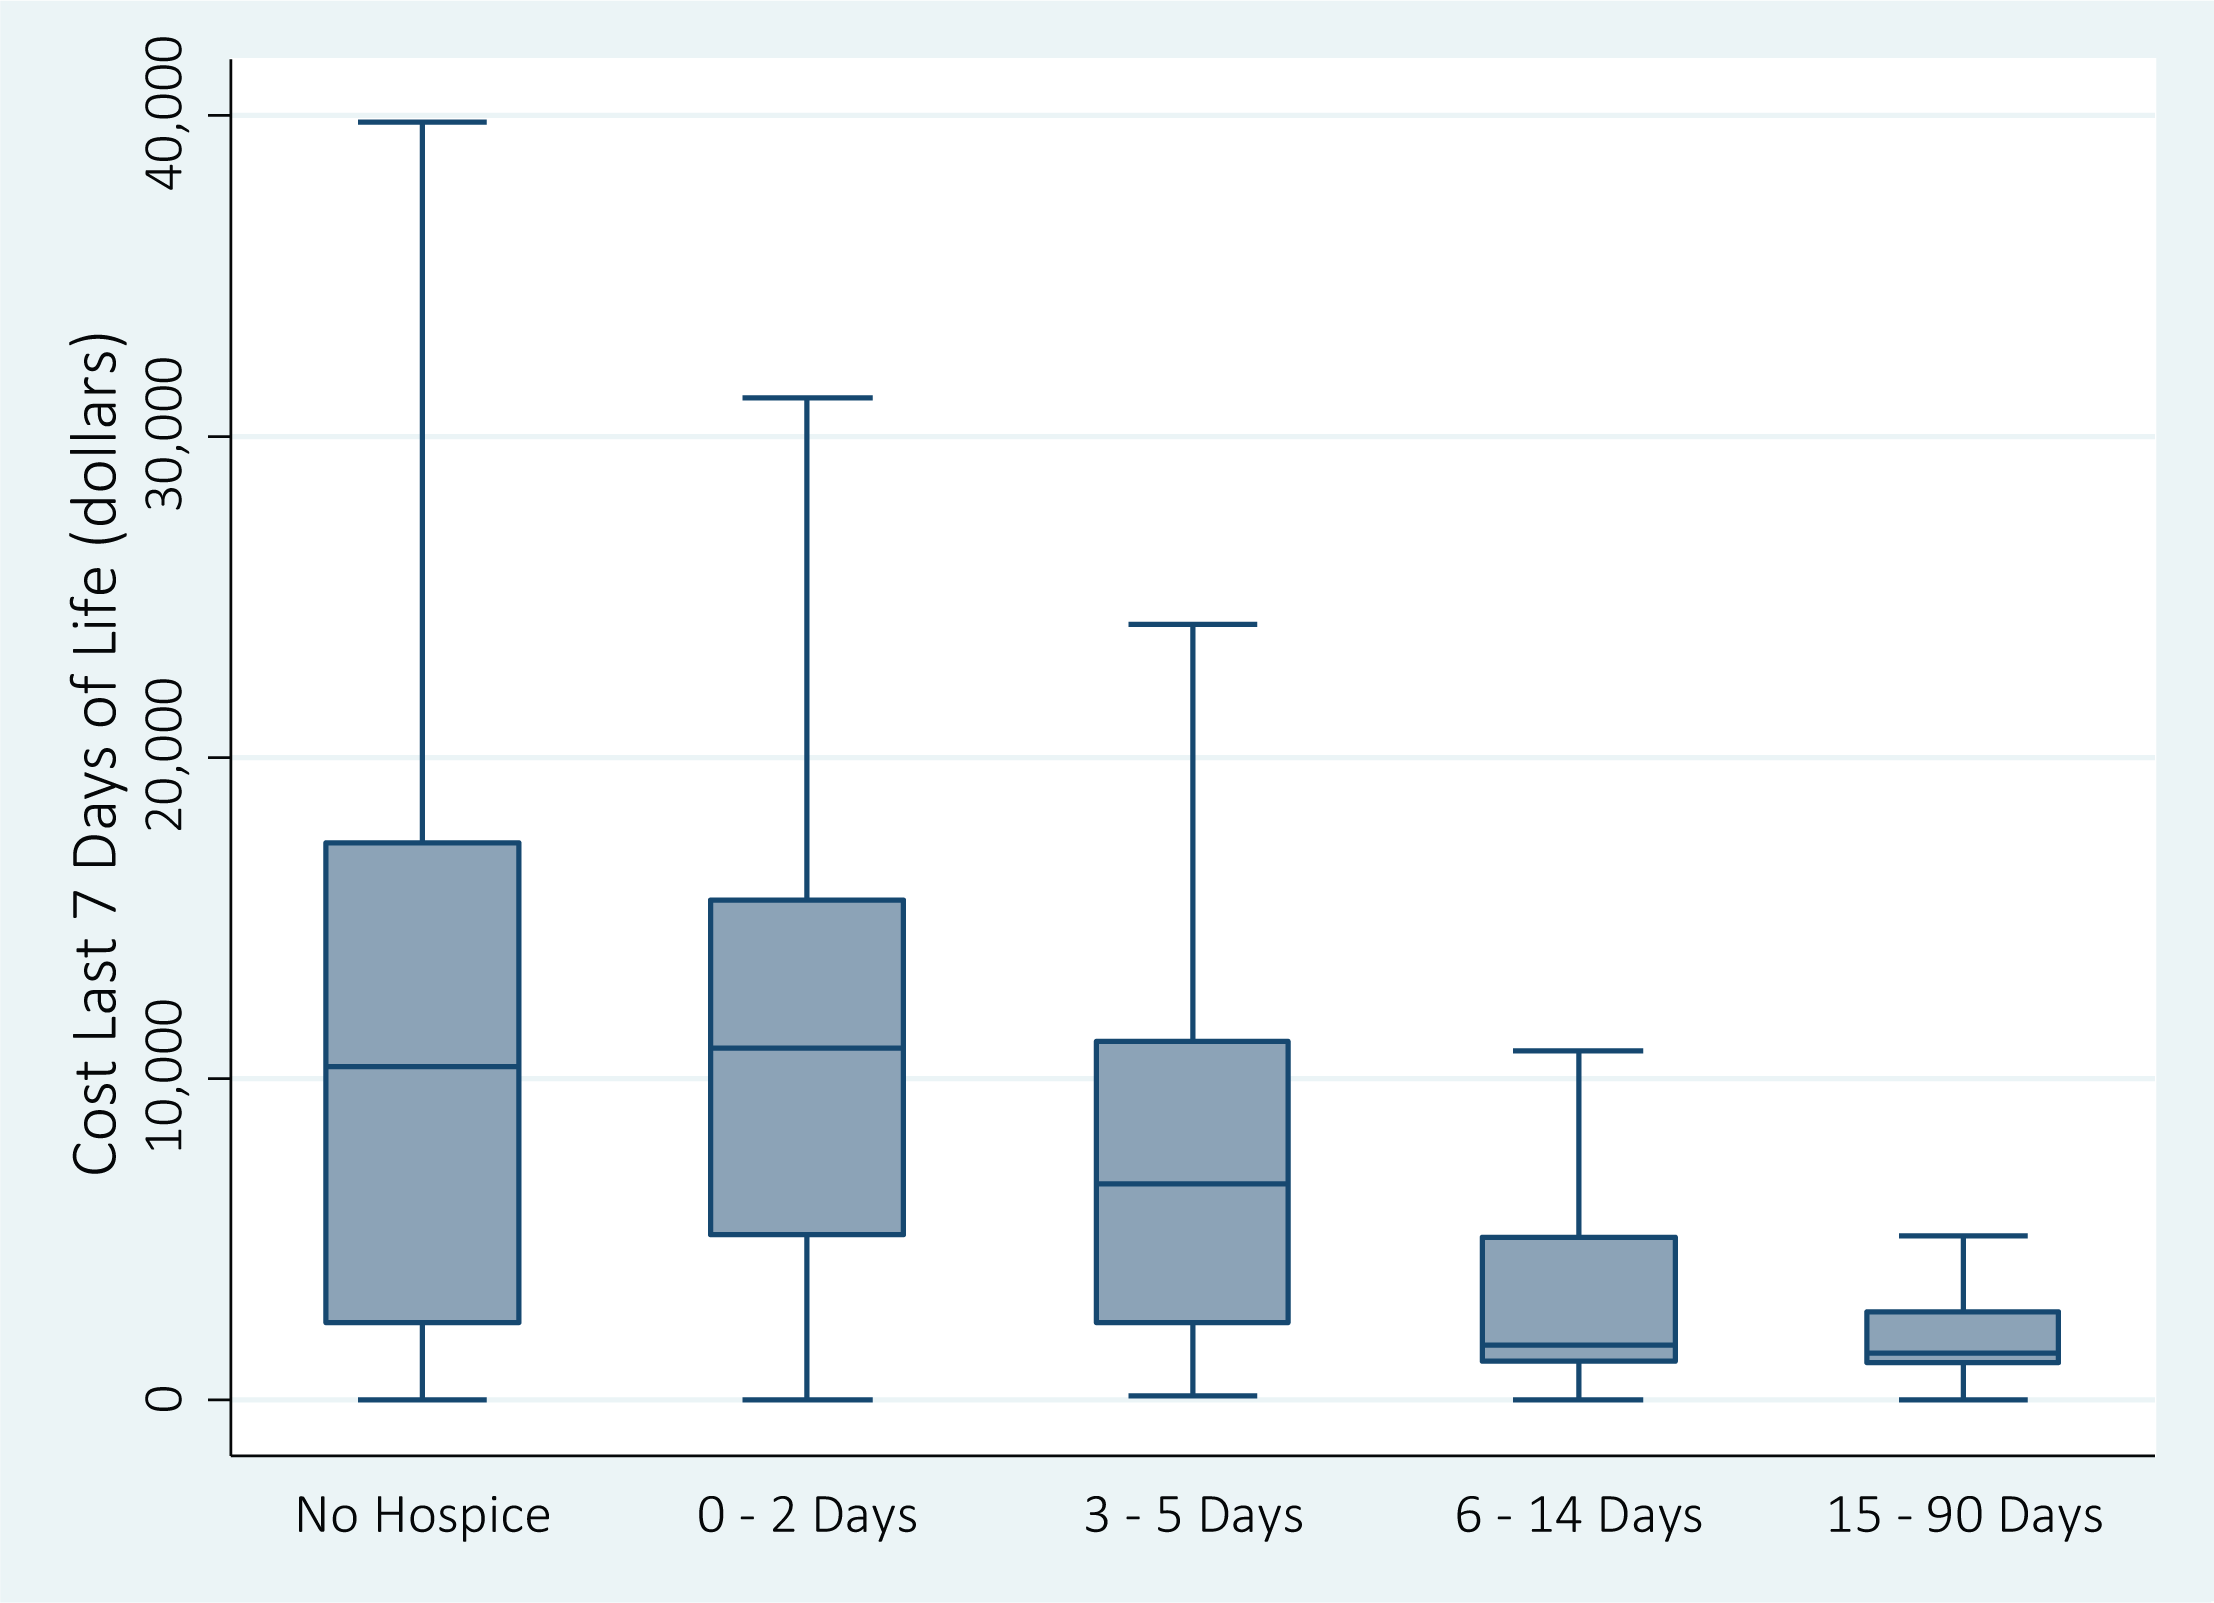 Cost Last 7 Days of Life (dollars)
40,000
30,000
20,000
10,000
0
No Hospice
0 - 2 Days
3 - 5 Days
6 - 14 Days
15 - 90 Days